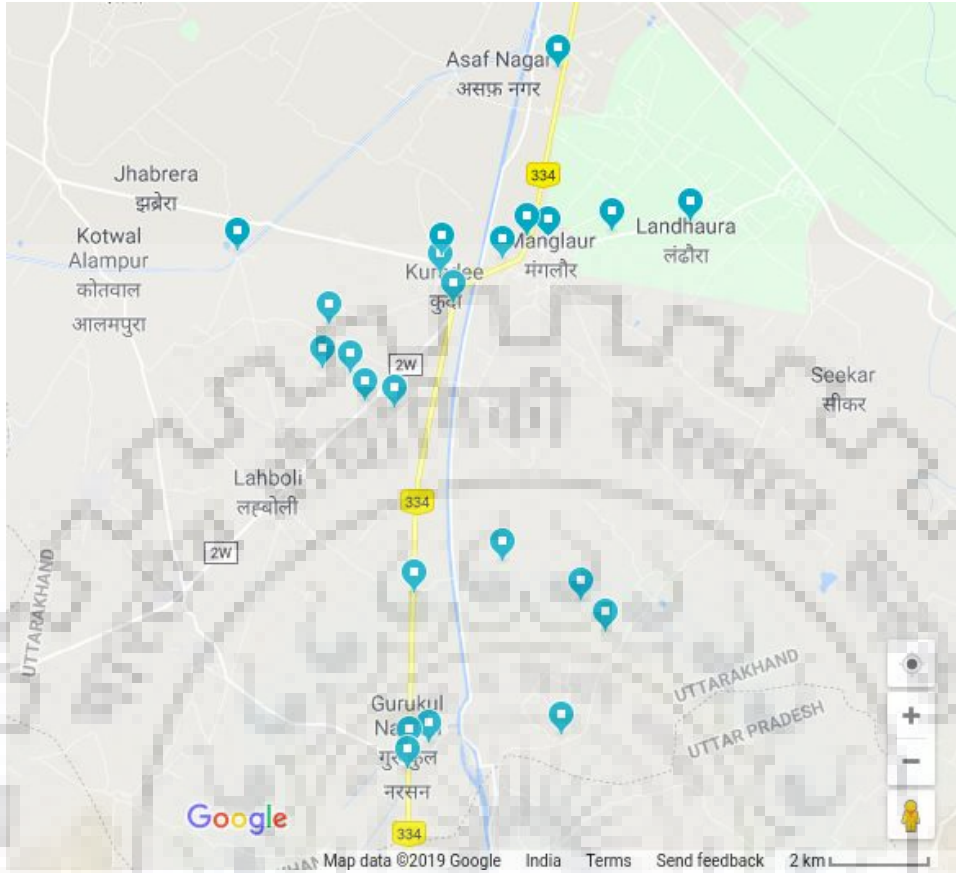 Asaf Nagar
असफ़ नगर
334
Jhabrera
झब्रेरा
Landhaura
लंढौरा
Kotwal
Alampur
कोतवाल
आलमपुरा
Manglaur
मंगलौर
2W
Seekar
सीकर
Lahboli
लह्बोली
334
2W
UTTARAKHAND
UTTARAKHAND
UTTAR PRADESH
Gurukul
नरसन
Google
334
Map data ©2019 Google India Terms Send feedback 2 km